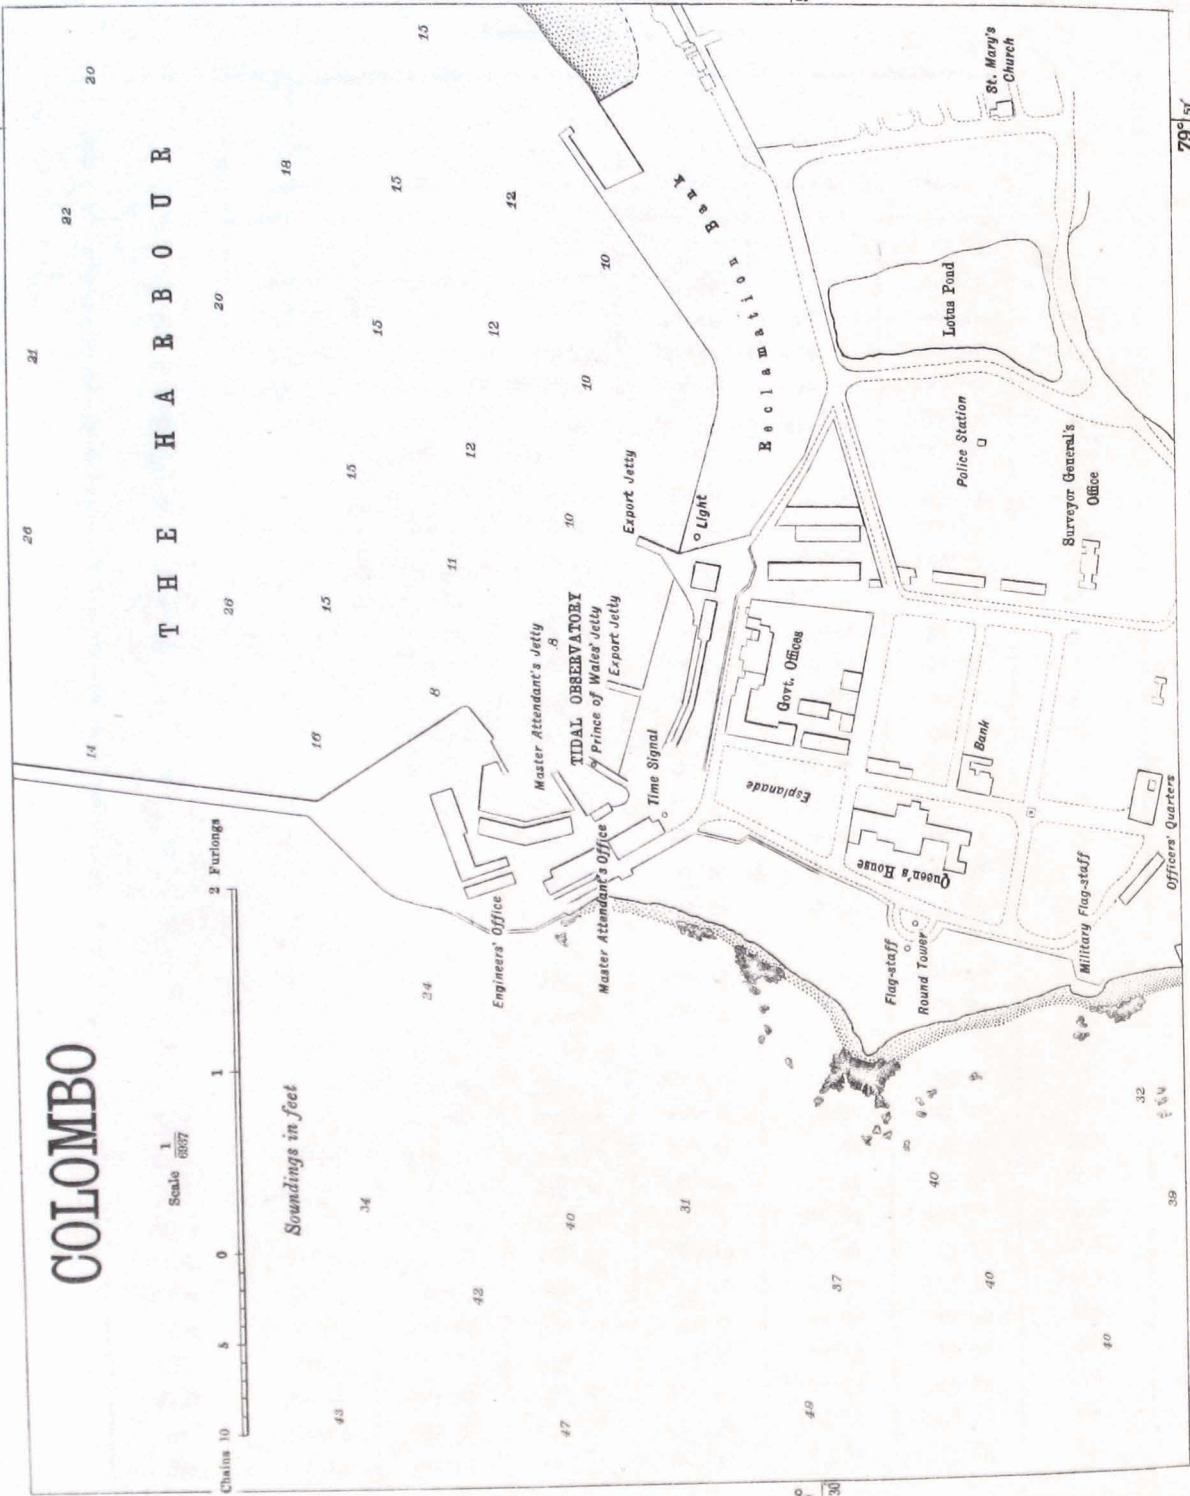 COLOMBO
Scale 1/6937
Chains 10 5 0 1 2 Furlongs
Soundings in feet
THE HARBOUR
14
26
21
22
20
26
20
18
16
15
15
15
15
15
8
11
12
12
12
8
10
10
10
10
24
34
43
42
40
47
31
37
49
40
40
40
32
39
Engineers' Office
Master Attendant's Office
Master Attendant's Jetty
TIDAL OBSERVATORY
Prince of Wales' Jetty
Export Jetty
Export Jetty
Light
Time Signal
Reclamation Bank
St. Mary's
Church
Lotus Pond
Police Station
Surveyor General's
Office
Govt. Offices
Esplanade
Queen's House
Bank
Flag-staff
Round Tower
Military Flag-staff
Officers' Quarters
79° 51'
30